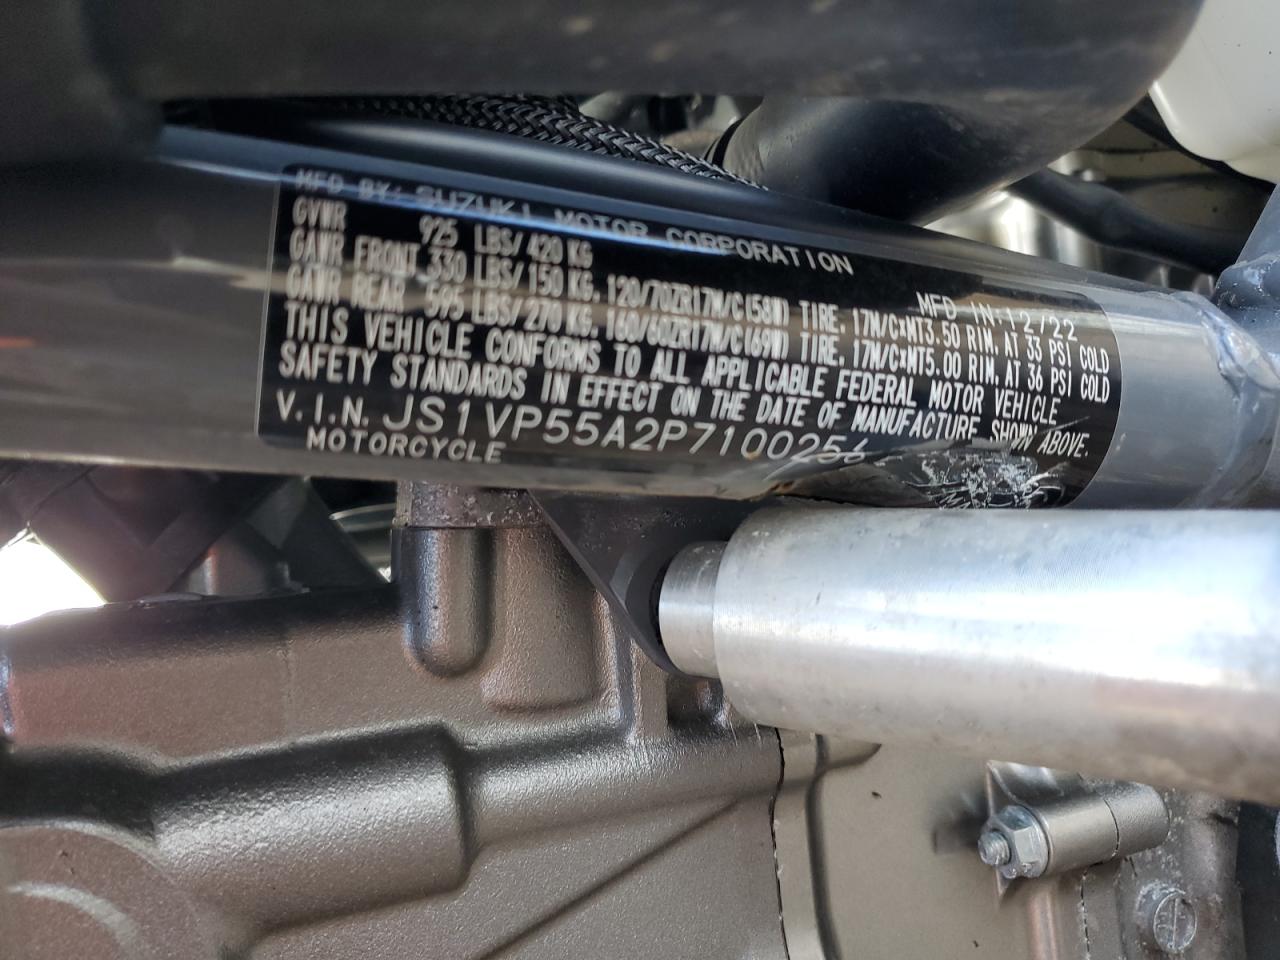 MFD BY: SUZUKI MOTOR CORPORATION
MFD IN:12/22
GVWR 925 LBS/420 KG
GAWR FRONT 330 LBS/150 KG, 120/70ZR17M/C(58W) TIRE, 17M/CxMT3.50 RIM, AT 33 PSI COLD
GAWR REAR 595 LBS/270 KG, 160/60ZR17M/C(69W) TIRE, 17M/CxMT5.00 RIM, AT 36 PSI COLD
THIS VEHICLE CONFORMS TO ALL APPLICABLE FEDERAL MOTOR VEHICLE
SAFETY STANDARDS IN EFFECT ON THE DATE OF MANUFACTURE SHOWN ABOVE.
V.I.N. JS1VP55A2P7100256
MOTORCYCLE